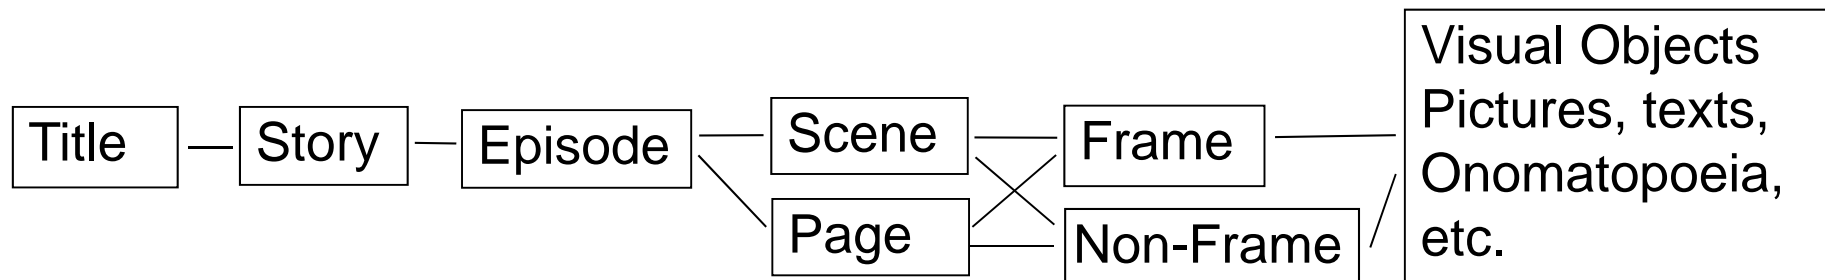 Title
Story
Episode
Scene
Page
Frame
Non-Frame
Visual Objects
Pictures, texts,
Onomatopoeia,
etc.